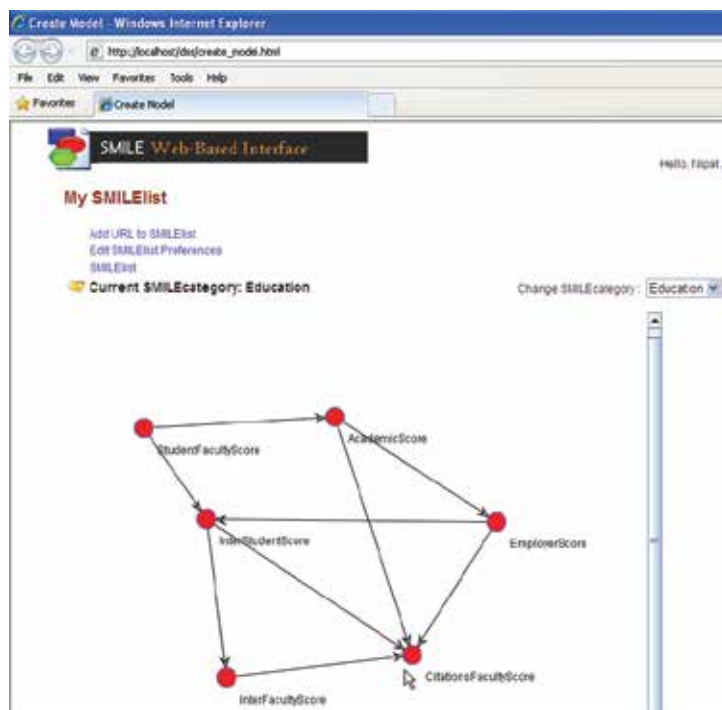 Create Model - Windows Internet Explorer
http://localhost/dss/create_model.html
File Edit View Favorites Tools Help
Favorites Create Model
SMILE Web-Based Interface
Hello, Nipat.
My SMILElist
Add URL to SMILElist
Edit SMILElist Preferences
SMILElist
Current SMILEcategory: Education
Change SMILEcategory: Education
AcademicScore
StudentFacultyScore
InterStudentScore
EmployerScore
CitationsFacultyScore
InterFacultyScore